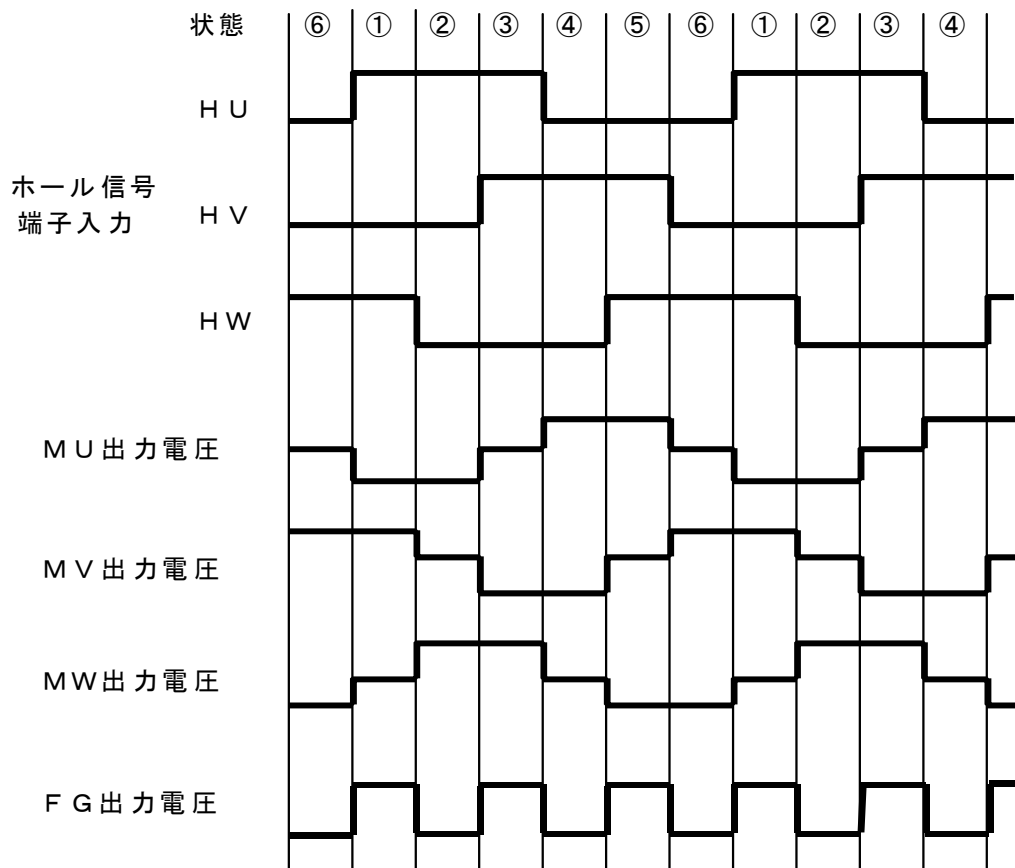 状態 ⑥ ① ② ③ ④ ⑤ ⑥ ① ② ③ ④
ＨＵ
ホール信号
端子入力
ＨＶ
ＨＷ
ＭＵ出力電圧
ＭＶ出力電圧
ＭＷ出力電圧
ＦＧ出力電圧